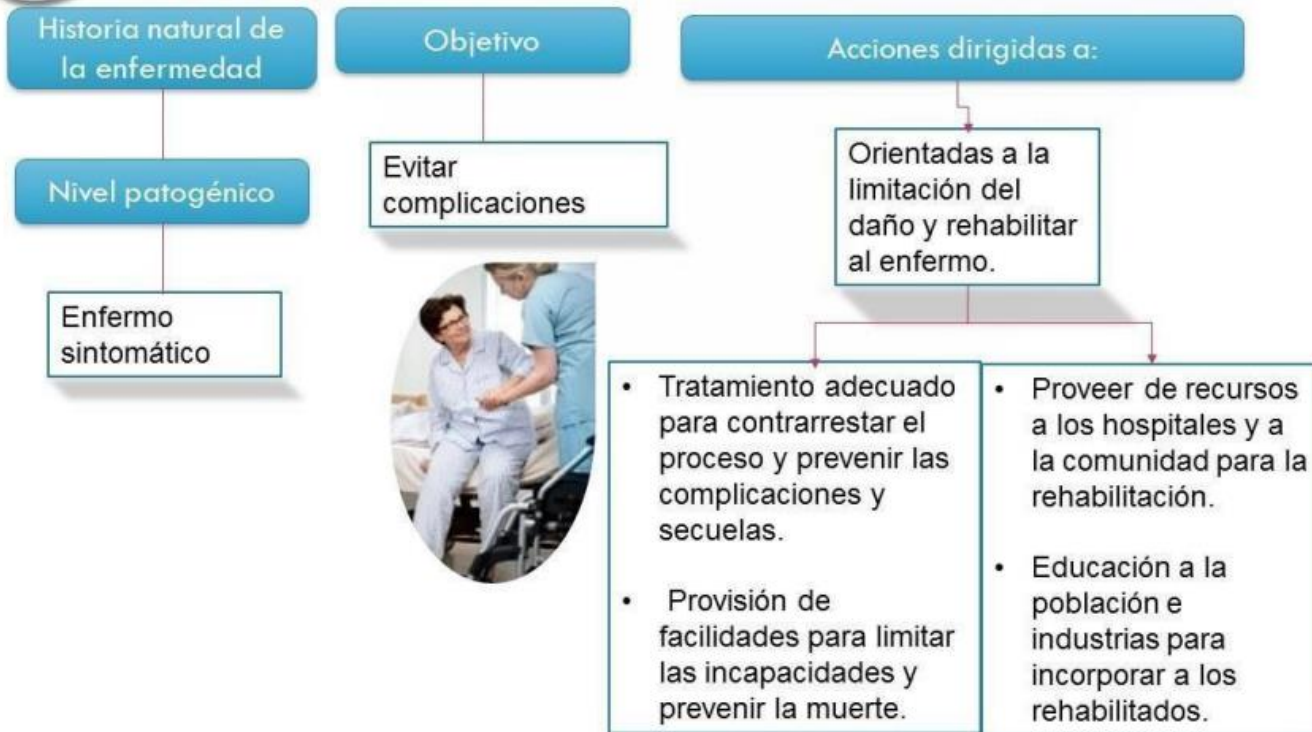 Historia natural de
la enfermedad
Nivel patogénico
Enfermo
sintomático
Objetivo
Evitar
complicaciones
Acciones dirigidas a:
Orientadas a la
limitación del
daño y rehabilitar
al enfermo.
• Tratamiento adecuado
para contrarrestar el
proceso y prevenir las
complicaciones y
secuelas.
• Provisión de
facilidades para limitar
las incapacidades y
prevenir la muerte.
• Proveer de recursos
a los hospitales y a
la comunidad para la
rehabilitación.
• Educación a la
población e
industrias para
incorporar a los
rehabilitados.